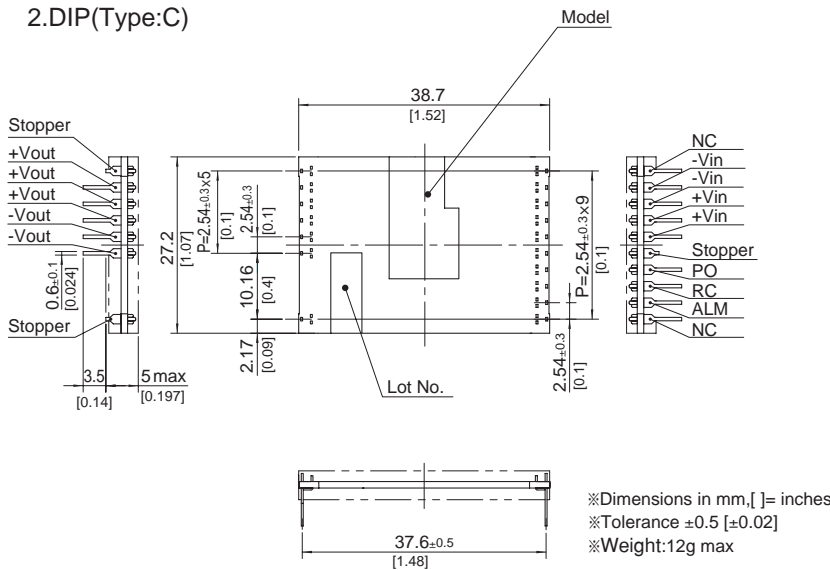 2.DIP(Type:C)
Model
38.7
[1.52]
Stopper
+Vout
+Vout
+Vout
-Vout
-Vout
0.6±0.1
[0.024]
Stopper
3.5
[0.14]
5 max
[0.197]
27.2
[1.07]
P=2.54±0.3x5
[0.1]
2.54±0.3
[0.1]
10.16
[0.4]
2.17
[0.09]
Lot No.
P=2.54±0.3×9
[0.1]
2.54±0.3
[0.1]
NC
-Vin
-Vin
+Vin
+Vin
Stopper
PO
RC
ALM
NC
37.6±0.5
[1.48]
※Dimensions in mm,[ ]= inches
※Tolerance ±0.5 [±0.02]
※Weight:12g max